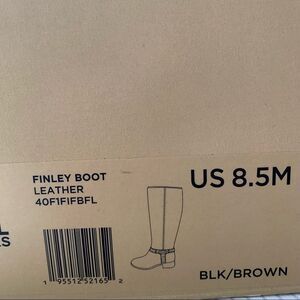 FINLEY BOOT
LEATHER
40F1FIFBFL
US 8.5M
1 95512 52165 2
BLK/BROWN